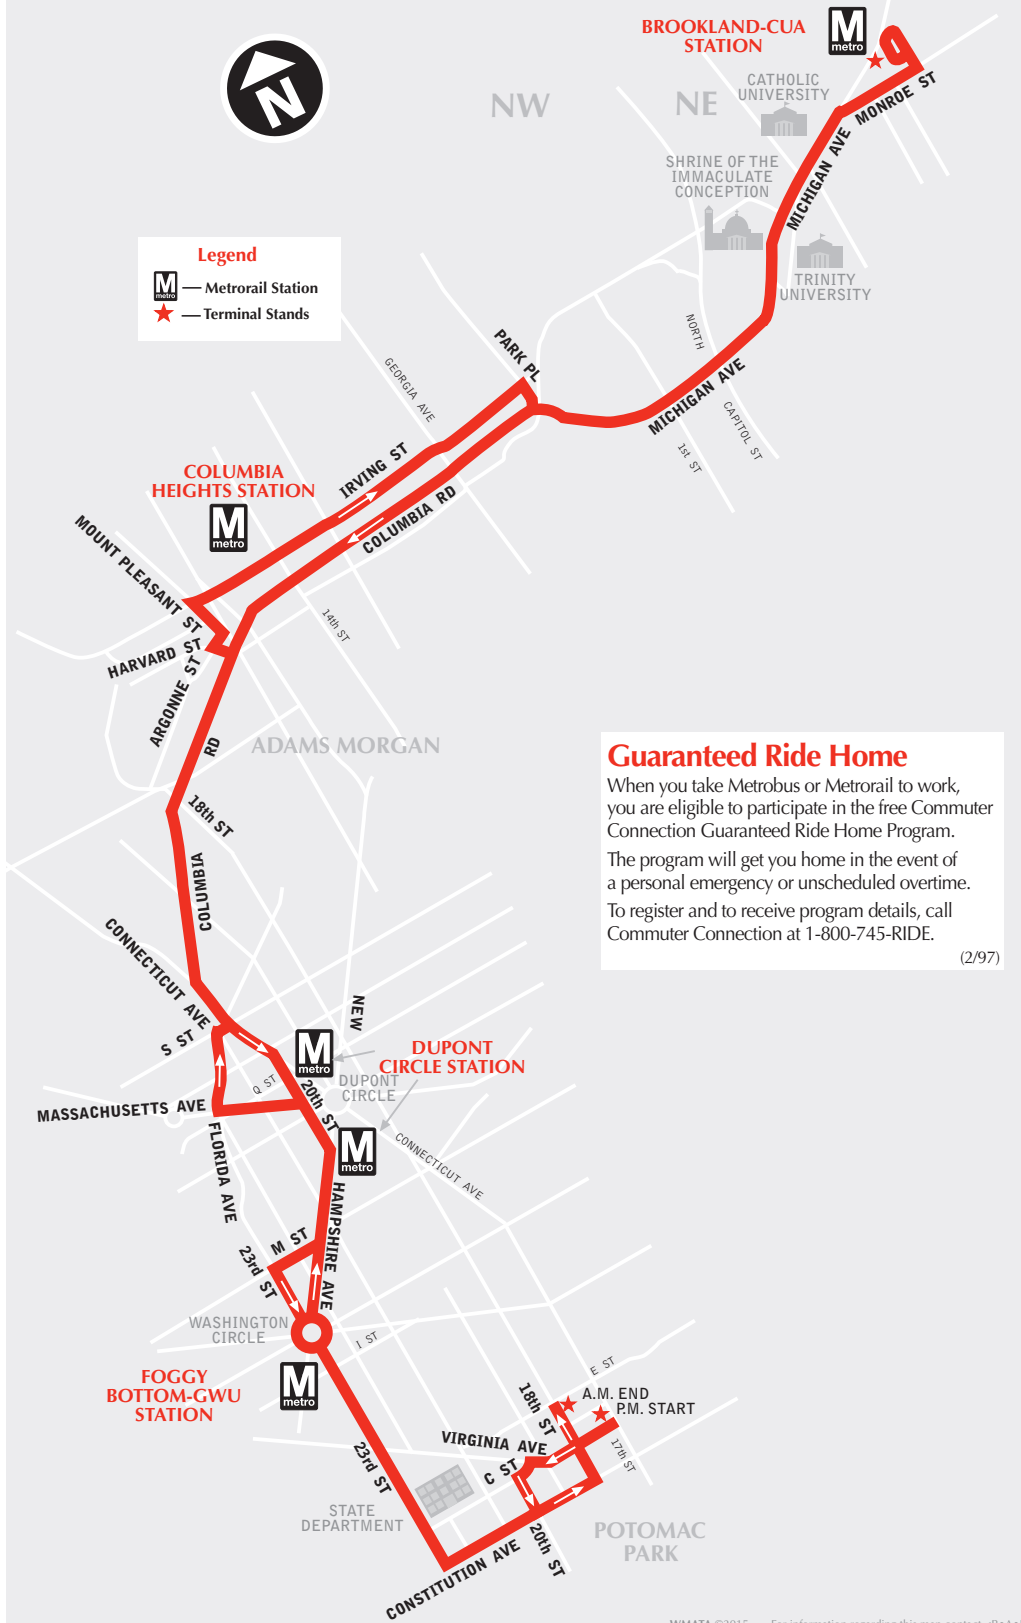 BROOKLAND-CUA
STATION
M
metro
N
NW
NE
CATHOLIC
UNIVERSITY
MONROE ST
MICHIGAN AVE
SHRINE OF THE
IMMACULATE
CONCEPTION
TRINITY
UNIVERSITY
Legend
M
metro
— Metrorail Station
— Terminal Stands
PARK PL
GEORGIA AVE
NORTH
CAPITOL ST
MICHIGAN AVE
1st ST
IRVING ST
COLUMBIA RD
COLUMBIA
HEIGHTS STATION
M
metro
MOUNT PLEASANT ST
HARVARD ST
ARGONNE ST
14th ST
RD
ADAMS MORGAN
18th ST
COLUMBIA
Guaranteed Ride Home
When you take Metrobus or Metrorail to work,
you are eligible to participate in the free Commuter
Connection Guaranteed Ride Home Program.
The program will get you home in the event of
a personal emergency or unscheduled overtime.
To register and to receive program details, call
Commuter Connection at 1-800-745-RIDE.
(2/97)
CONNECTICUT AVE
S ST
NEW
M
metro
DUPONT
CIRCLE STATION
Q ST
20th ST
DUPONT
CIRCLE
MASSACHUSETTS AVE
FLORIDA AVE
M
metro
CONNECTICUT AVE
HAMPSHIRE AVE
M ST
23rd ST
WASHINGTON
CIRCLE
I ST
FOGGY
BOTTOM-GWU
STATION
M
metro
E ST
A.M. END
P.M. START
18th ST
17th ST
VIRGINIA AVE
C ST
23rd ST
STATE
DEPARTMENT
20th ST
CONSTITUTION AVE
POTOMAC
PARK